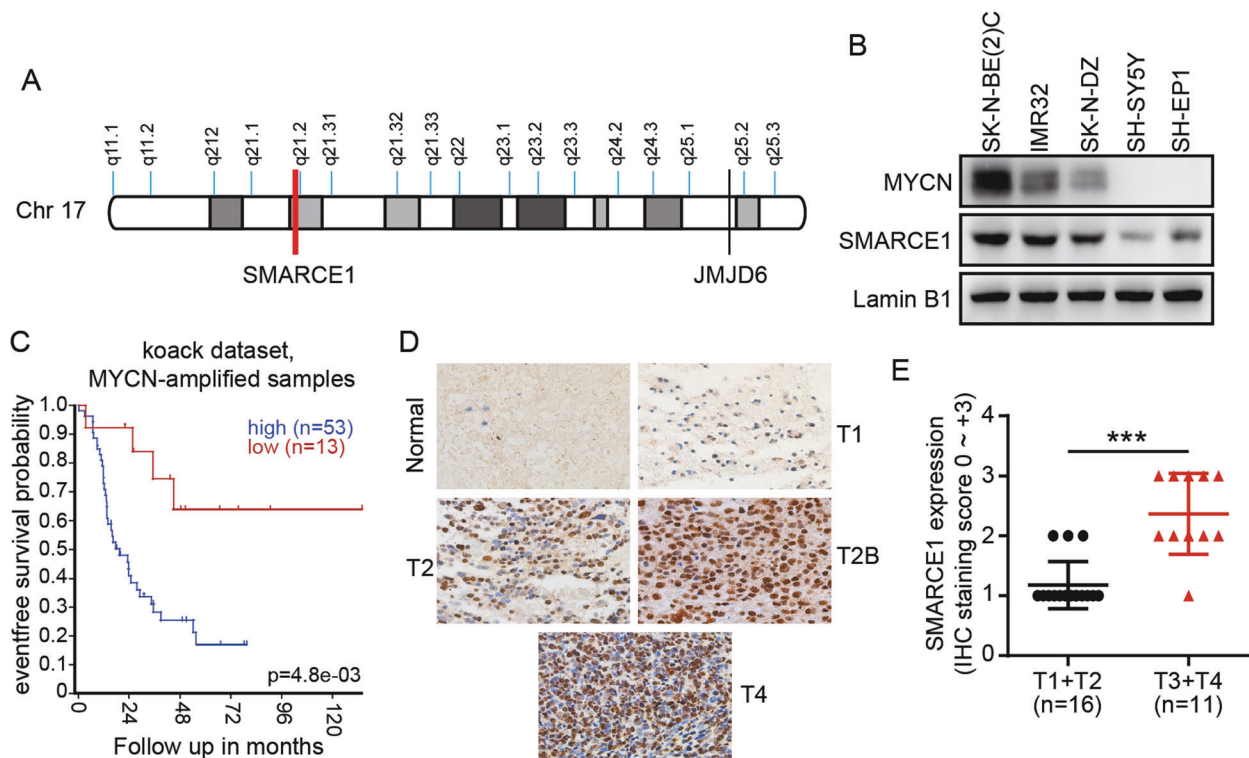 A
q11.1
q11.2
q212
q21.1
q21.2
q21.31
q21.32
q21.33
q22
q23.1
q23.2
q23.3
q24.2
q24.3
q25.1
q25.2
q25.3
Chr 17
SMARCE1
JMJD6
B
SK-N-BE(2)C
IMR32
SK-N-DZ
SH-SY5Y
SH-EP1
MYCN
SMARCE1
Lamin B1
C
koack dataset,
MYCN-amplified samples
high (n=53)
low (n=13)
eventfree survival probability
1.0
0.9
0.8
0.7
0.6
0.5
0.4
0.3
0.2
0.1
0
p=4.8e-03
0
24
48
72
96
120
Follow up in months
D
Normal
T1
T2
T2B
T4
E
SMARCE1 expression
(IHC staining score 0 ~ +3)
4
3
2
1
0
***
T1+T2
(n=16)
T3+T4
(n=11)